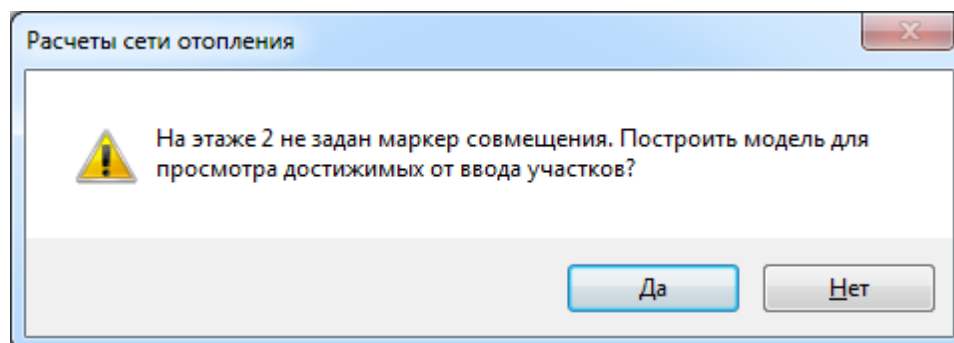 Расчеты сети отопления
На этаже 2 не задан маркер совмещения. Построить модель для
просмотра достижимых от ввода участков?
Да
Нет